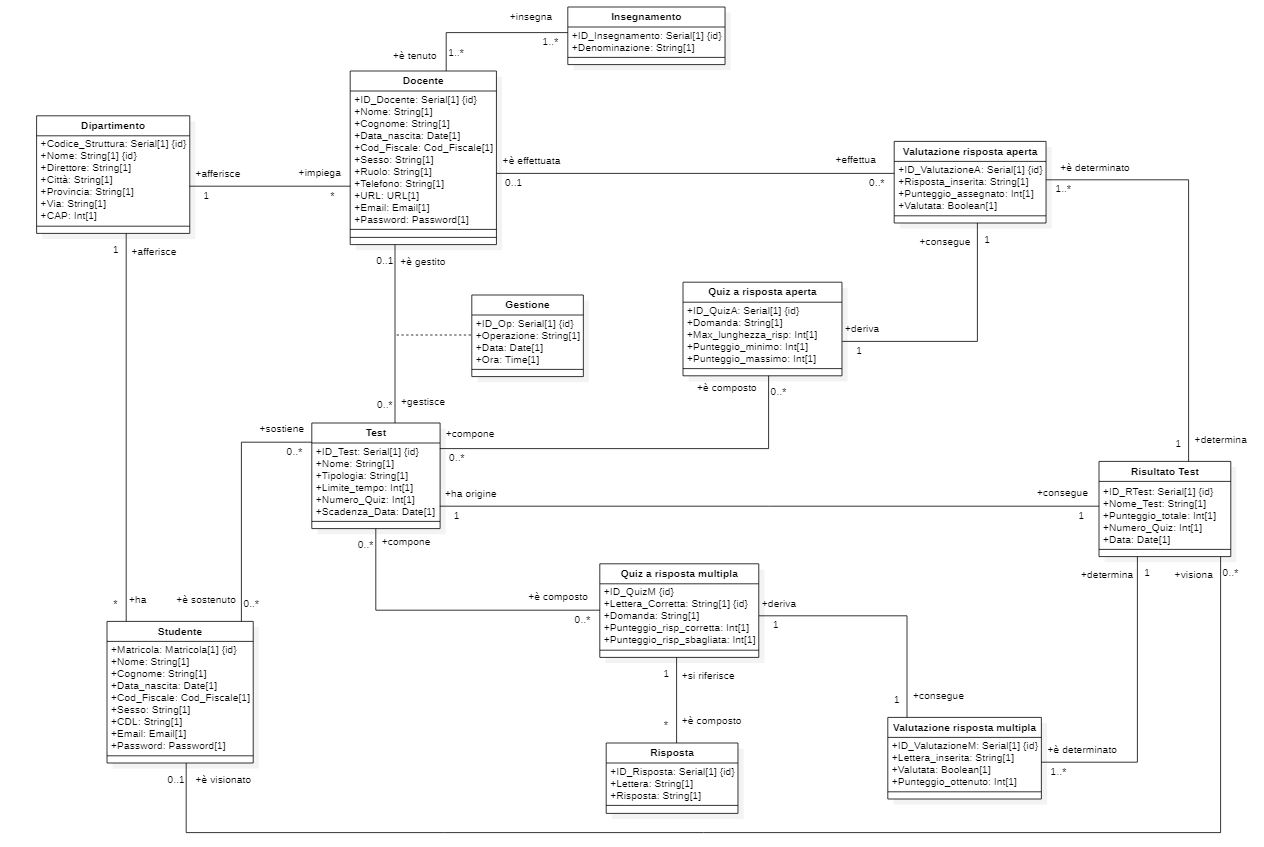 +insegna
Insegnamento
+ID_Insegnamento: Serial[1] {id}
+Denominazione: String[1]
1..*
+è tenuto
1..*
Docente
+ID_Docente: Serial[1] {id}
+Nome: String[1]
+Cognome: String[1]
+Data_nascita: Date[1]
+Cod_Fiscale: Cod_Fiscale[1]
+Sesso: String[1]
+Ruolo: String[1]
+Telefono: String[1]
+URL: URL[1]
+Email: Email[1]
+Password: Password[1]
Dipartimento
+Codice_Struttura: Serial[1] {id}
+Nome: String[1] {id}
+Direttore: String[1]
+Città: String[1]
+Provincia: String[1]
+Via: String[1]
+CAP: Int[1]
+afferisce
1
+impiega
*
+è effettuata
0..1
+effettua
0..*
Valutazione risposta aperta
+ID_ValutazioneA: Serial[1] {id}
+Risposta_inserita: String[1]
+Punteggio_assegnato: Int[1]
+Valutata: Boolean[1]
+è determinato
1..*
+consegue
1
1
+afferisce
0..1
+è gestito
Gestione
+ID_Op: Serial[1] {id}
+Operazione: String[1]
+Data: Date[1]
+Ora: Time[1]
Quiz a risposta aperta
+ID_QuizA: Serial[1] {id}
+Domanda: String[1]
+Max_lunghezza_risp: Int[1]
+Punteggio_minimo: Int[1]
+Punteggio_massimo: Int[1]
+deriva
1
+è composto
0..*
0..*
+gestisce
+sostiene
0..*
Test
+ID_Test: Serial[1] {id}
+Nome: String[1]
+Tipologia: String[1]
+Limite_tempo: Int[1]
+Numero_Quiz: Int[1]
+Scadenza_Data: Date[1]
+compone
0..*
+ha origine
1
+consegue
1
1
+determina
Risultato Test
+ID_RTest: Serial[1] {id}
+Nome_Test: String[1]
+Punteggio_totale: Int[1]
+Numero_Quiz: Int[1]
+Data: Date[1]
0..*
+compone
+determina
1
+visiona
0..*
Quiz a risposta multipla
+ID_QuizM {id}
+Lettera_Corretta: String[1] {id}
+Domanda: String[1]
+Punteggio_risp_corretta: Int[1]
+Punteggio_risp_sbagliata: Int[1]
+è composto
0..*
+deriva
1
*
+ha
+è sostenuto
0..*
Studente
+Matricola: Matricola[1] {id}
+Nome: String[1]
+Cognome: String[1]
+Data_nascita: Date[1]
+Cod_Fiscale: Cod_Fiscale[1]
+Sesso: String[1]
+CDL: String[1]
+Email: Email[1]
+Password: Password[1]
1
+si riferisce
*
+è composto
1
+consegue
Risposta
+ID_Risposta: Serial[1] {id}
+Lettera: String[1]
+Risposta: String[1]
Valutazione risposta multipla
+ID_ValutazioneM: Serial[1] {id}
+Lettera_inserita: String[1]
+Valutata: Boolean[1]
+Punteggio_ottenuto: Int[1]
+è determinato
1..*
0..1
+è visionato